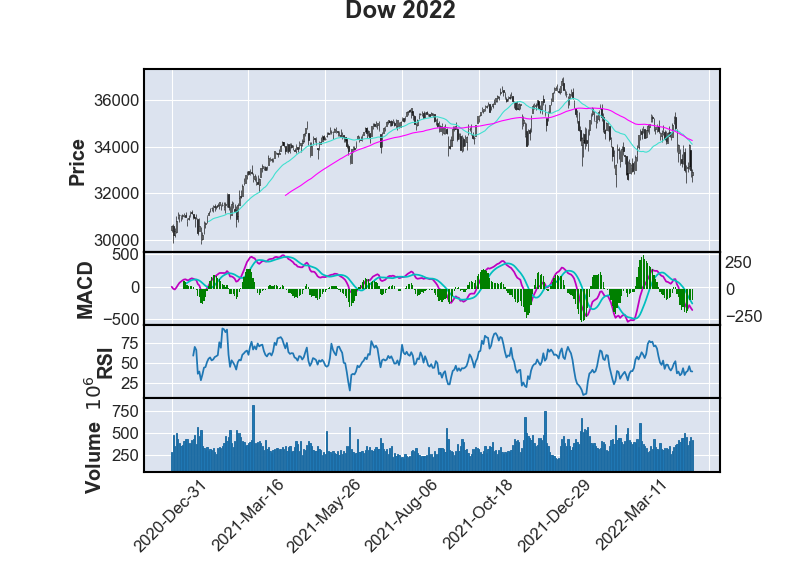 Dow 2022
Price
36000
34000
32000
30000
MACD
500
0
−500
250
0
−250
RSI
75
50
25
Volume 10^6
750
500
250
2020-Dec-31
2021-Mar-16
2021-May-26
2021-Aug-06
2021-Oct-18
2021-Dec-29
2022-Mar-11